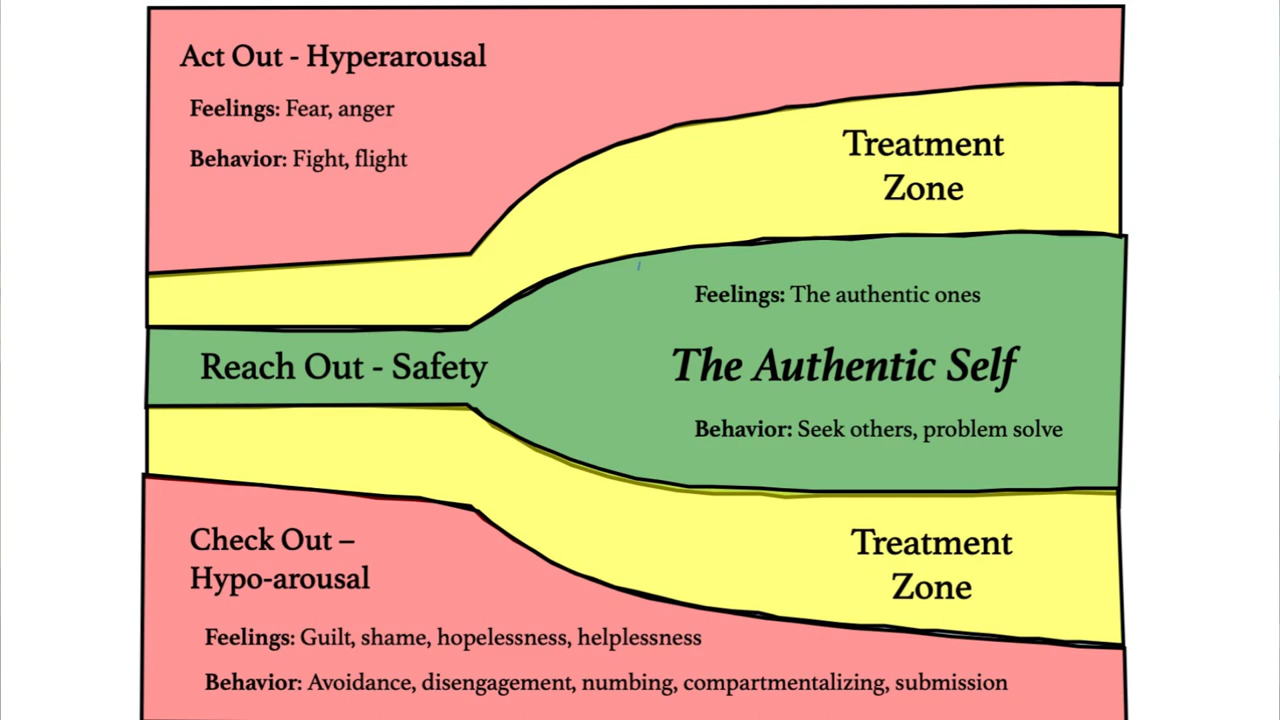 Act Out - Hyperarousal
Feelings: Fear, anger
Behavior: Fight, flight
Treatment
Zone
Feelings: The authentic ones
Reach Out - Safety
The Authentic Self
Behavior: Seek others, problem solve
Check Out –
Hypo-arousal
Treatment
Zone
Feelings: Guilt, shame, hopelessness, helplessness
Behavior: Avoidance, disengagement, numbing, compartmentalizing, submission